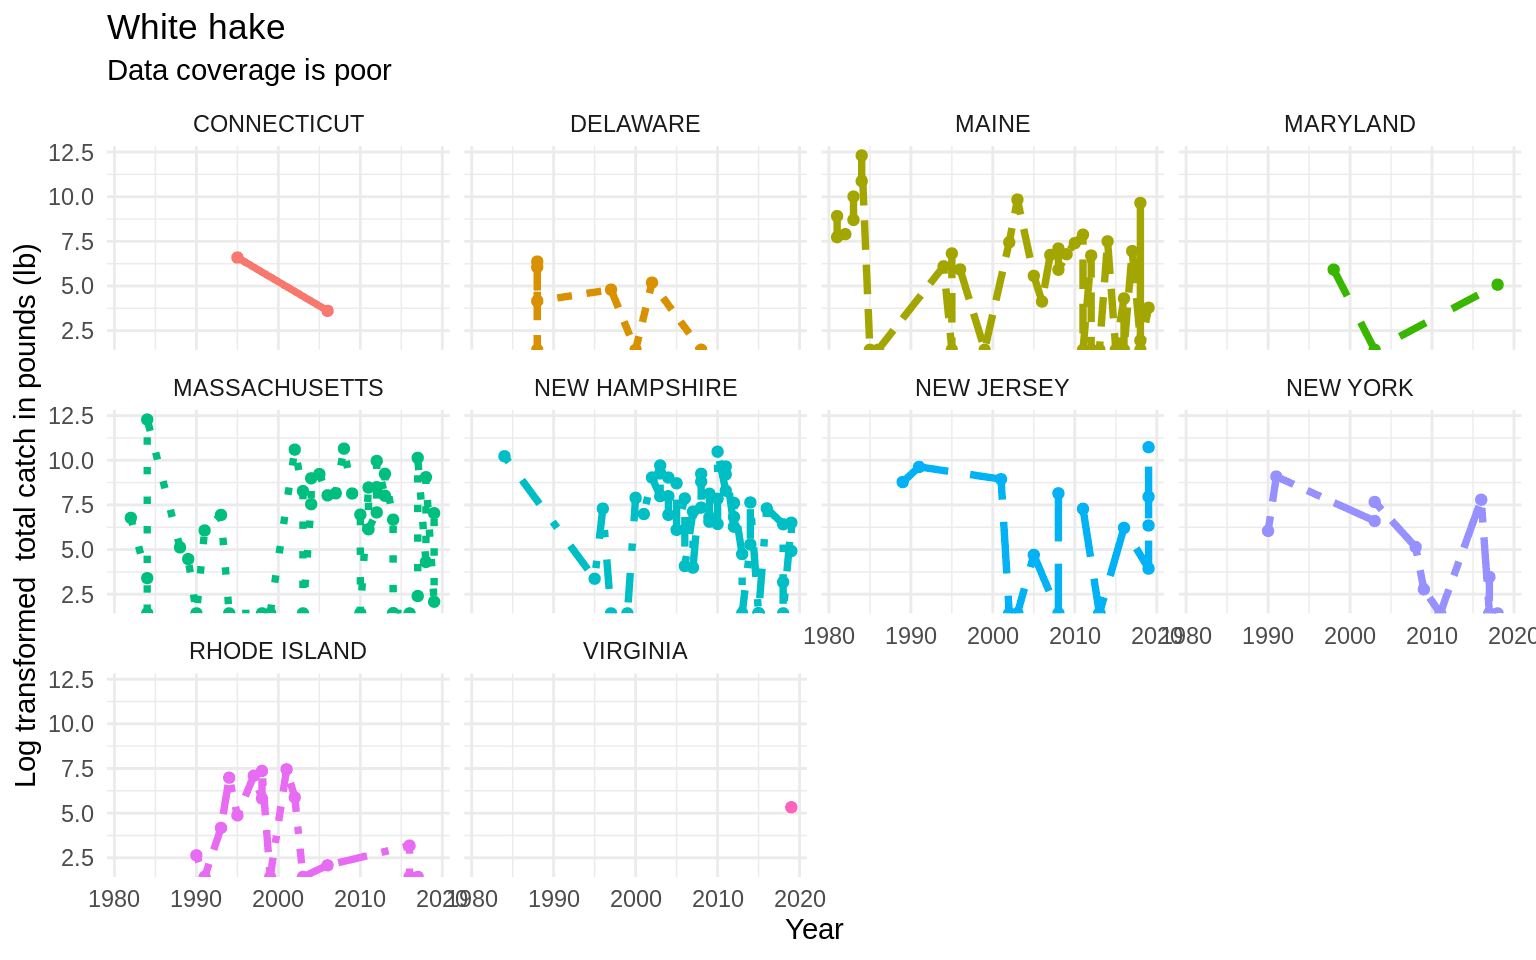 White hake
Data coverage is poor
CONNECTICUT DELAWARE MAINE MARYLAND
12.5
10.0
7.5
5.0
2.5
MASSACHUSETTS NEW HAMPSHIRE NEW JERSEY NEW YORK
12.5
10.0
7.5
5.0
2.5
1980 1990 2000 2010 2020 1980 1990 2000 2010 2020
RHODE ISLAND VIRGINIA
12.5
10.0
7.5
5.0
2.5
1980 1990 2000 2010 2020 1980 1990 2000 2010 2020
Year
Log transformed  total catch in pounds (lb)